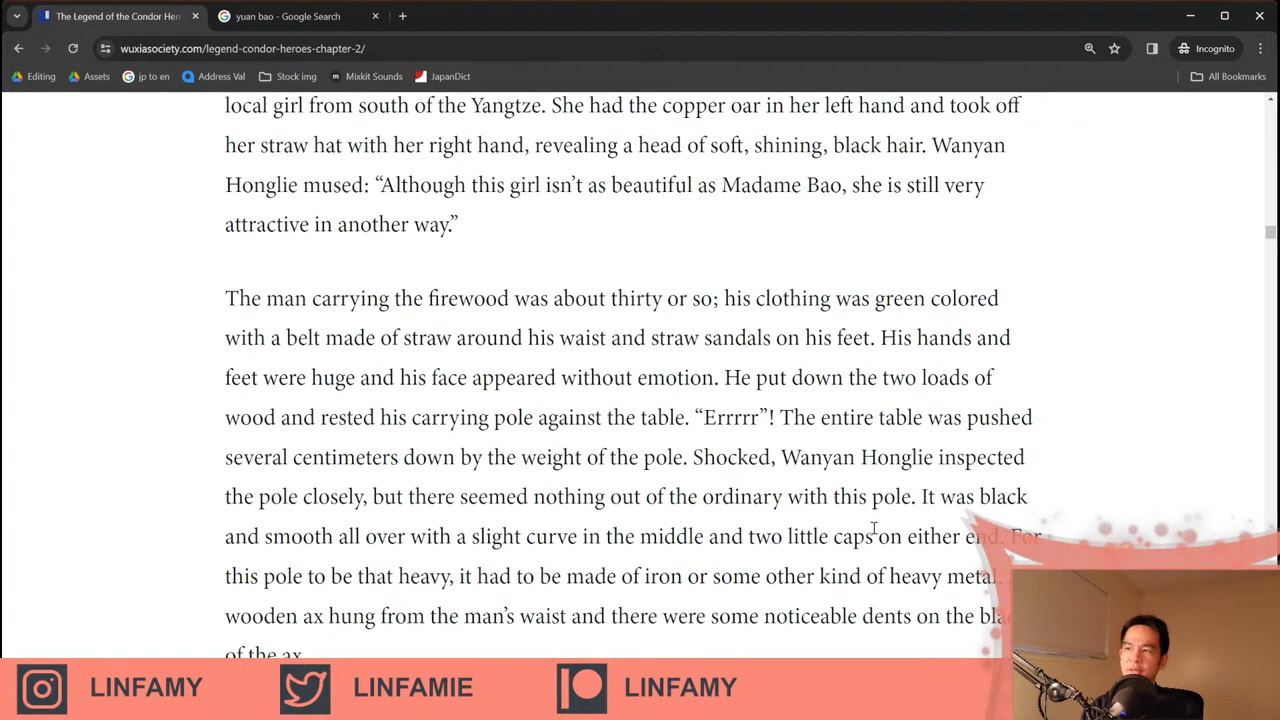 The Legend of the Condor Her
yuan bao - Google Search
wuxiasociety.com/legend-condor-heroes-chapter-2/
Incognito
Editing
Assets
jp to en
Address Val
Stock img
Mixkit Sounds
JapanDict
All Bookmarks
local girl from south of the Yangtze. She had the copper oar in her left hand and took off
her straw hat with her right hand, revealing a head of soft, shining, black hair. Wanyan
Honglie mused: “Although this girl isn’t as beautiful as Madame Bao, she is still very
attractive in another way.”
The man carrying the firewood was about thirty or so; his clothing was green colored
with a belt made of straw around his waist and straw sandals on his feet. His hands and
feet were huge and his face appeared without emotion. He put down the two loads of
wood and rested his carrying pole against the table. “Errrrr”! The entire table was pushed
several centimeters down by the weight of the pole. Shocked, Wanyan Honglie inspected
the pole closely, but there seemed nothing out of the ordinary with this pole. It was black
and smooth all over with a slight curve in the middle and two little caps on either end. For
this pole to be that heavy, it had to be made of iron or some other kind of heavy metal.
wooden ax hung from the man’s waist and there were some noticeable dents on the
of the ax.
LINFAMY
LINFAMIE
LINFAMY